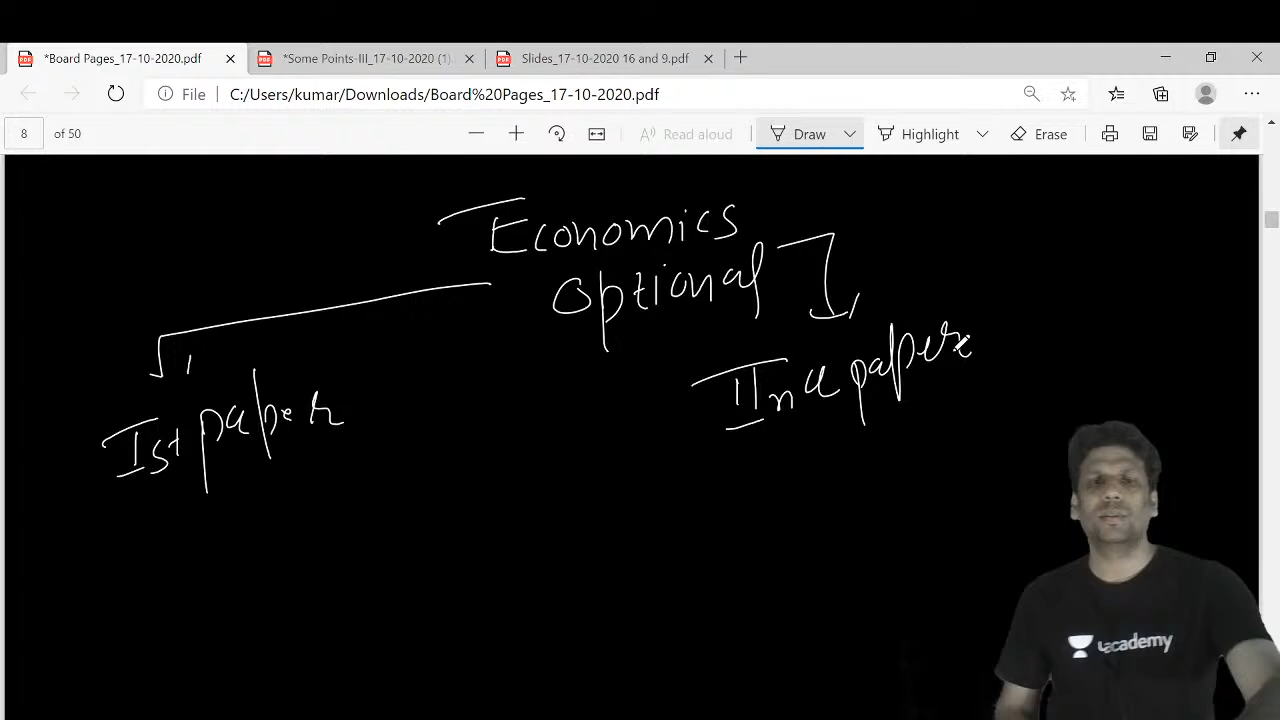 *Board Pages_17-10-2020.pdf
*Some Points-III_17-10-2020 (1).
Slides_17-10-2020 16 and 9.pdf
File C:/Users/kumar/Downloads/Board%20Pages_17-10-2020.pdf
8 of 50
Read aloud
Draw
Highlight
Erase
Economics
Optional
Ist paper
IInd paper
unacademy